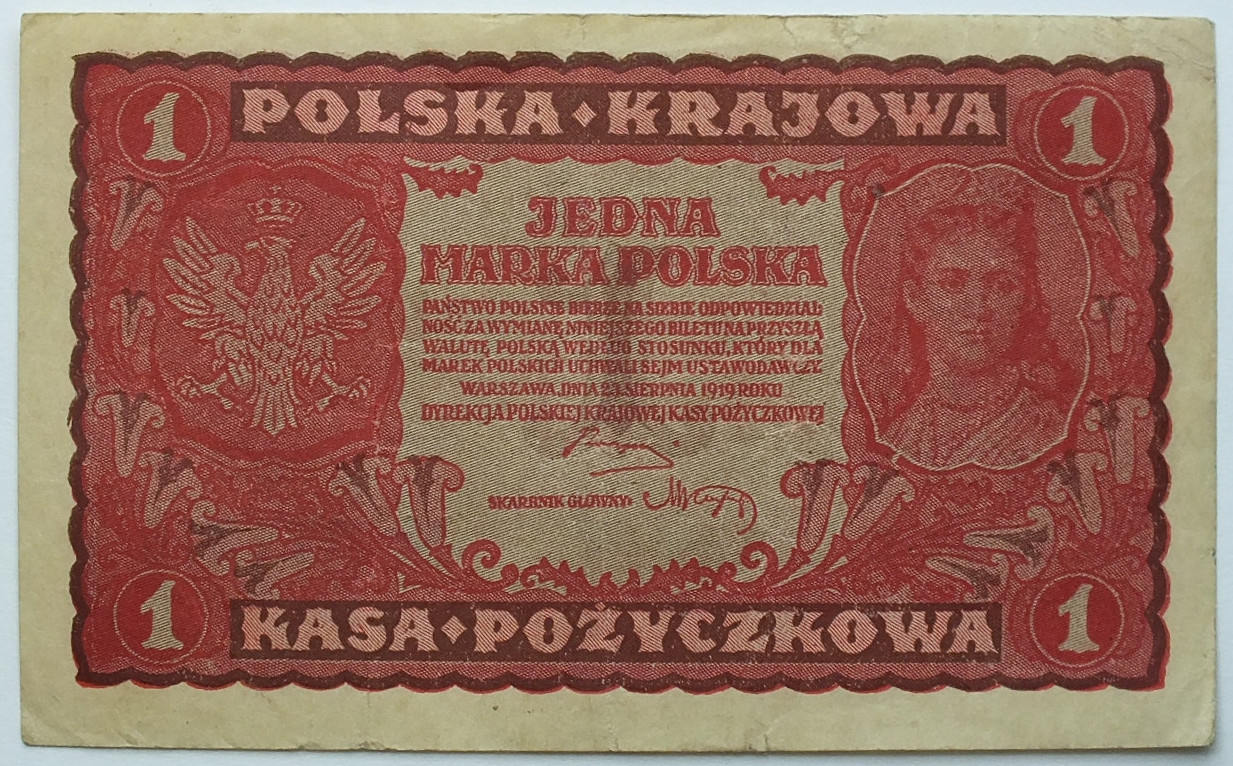 1 POLSKA ⬥ KRAJOWA 1
JEDNA
MARKA POLSKA
PAŃSTWO POLSKIE BIERZE NA SIEBIE ODPOWIEDZIAL-
NOŚĆ ZA WYMIANĘ NINIEJSZEGO BILETU NA PRZYSZŁĄ
WALUTĘ POLSKĄ WEDŁUG STOSUNKU, KTÓRY DLA
MAREK POLSKICH UCHWALI SEJM USTAWODAWCZY.
WARSZAWA, DNIA 23 SIERPNIA 1919 ROKU
DYREKCJA POLSKIEJ KRAJOWEJ KASY POŻYCZKOWEJ
SKARBNIK GŁÓWNY:
1 KASA ⬥ POŻYCZKOWA 1